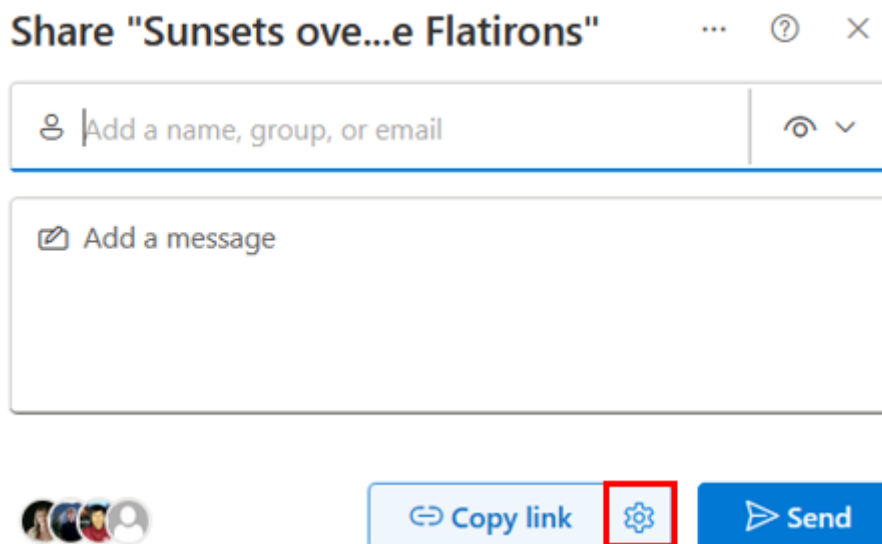 Share "Sunsets ove...e Flatirons"
Add a name, group, or email
Add a message
Copy link
Send